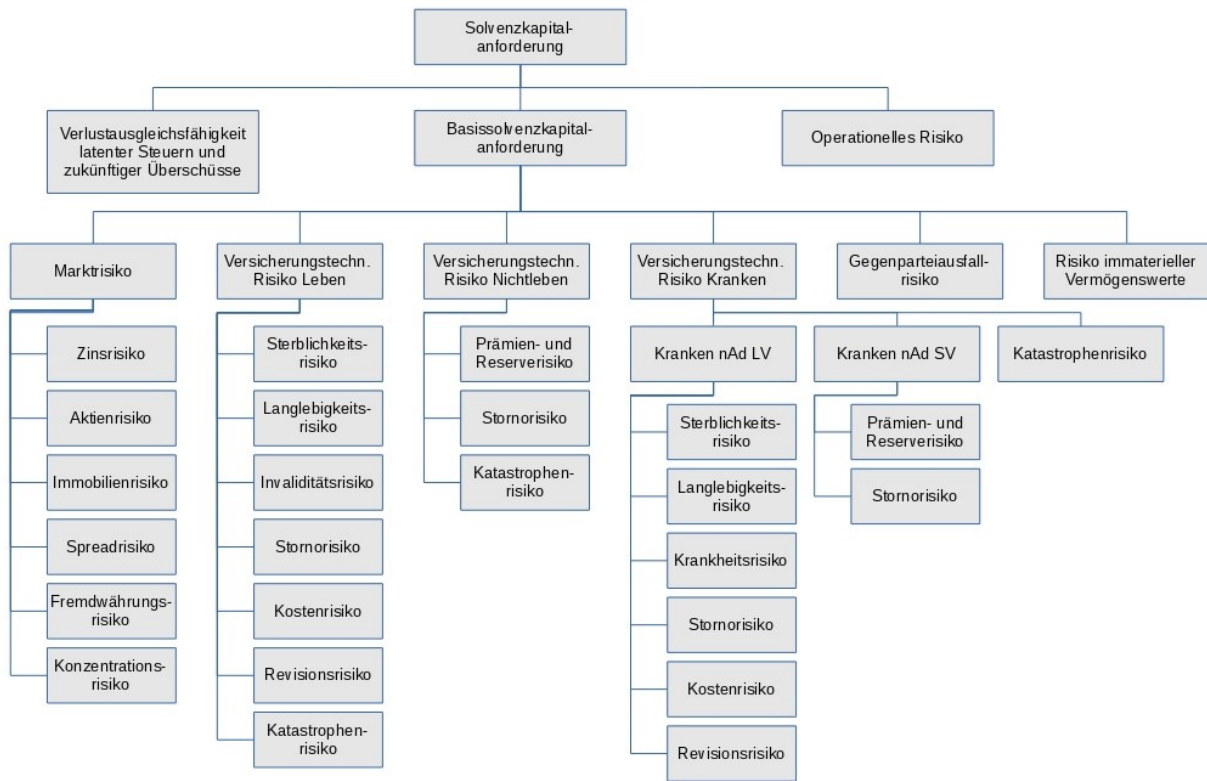 Solvenzkapital-
anforderung
Verlustausgleichsfähigkeit
latenter Steuern und
zukünftiger Überschüsse
Basissolvenzkapital-
anforderung
Operationelles Risiko
Marktrisiko
Versicherungstechn.
Risiko Leben
Versicherungstechn.
Risiko Nichtleben
Versicherungstechn.
Risiko Kranken
Gegenparteiausfall-
risiko
Risiko immaterieller
Vermögenswerte
Zinsrisiko
Aktienrisiko
Immobilienrisiko
Spreadrisiko
Fremdwährungs-
risiko
Konzentrations-
risiko
Sterblichkeits-
risiko
Langlebigkeits-
risiko
Invaliditätsrisiko
Stornorisiko
Kostenrisiko
Revisionsrisiko
Katastrophen-
risiko
Prämien- und
Reserverisiko
Stornorisiko
Katastrophen-
risiko
Kranken nAd LV
Kranken nAd SV
Katastrophenrisiko
Sterblichkeits-
risiko
Langlebigkeits-
risiko
Krankheitsrisiko
Stornorisiko
Kostenrisiko
Revisionsrisiko
Prämien- und
Reserverisiko
Stornorisiko